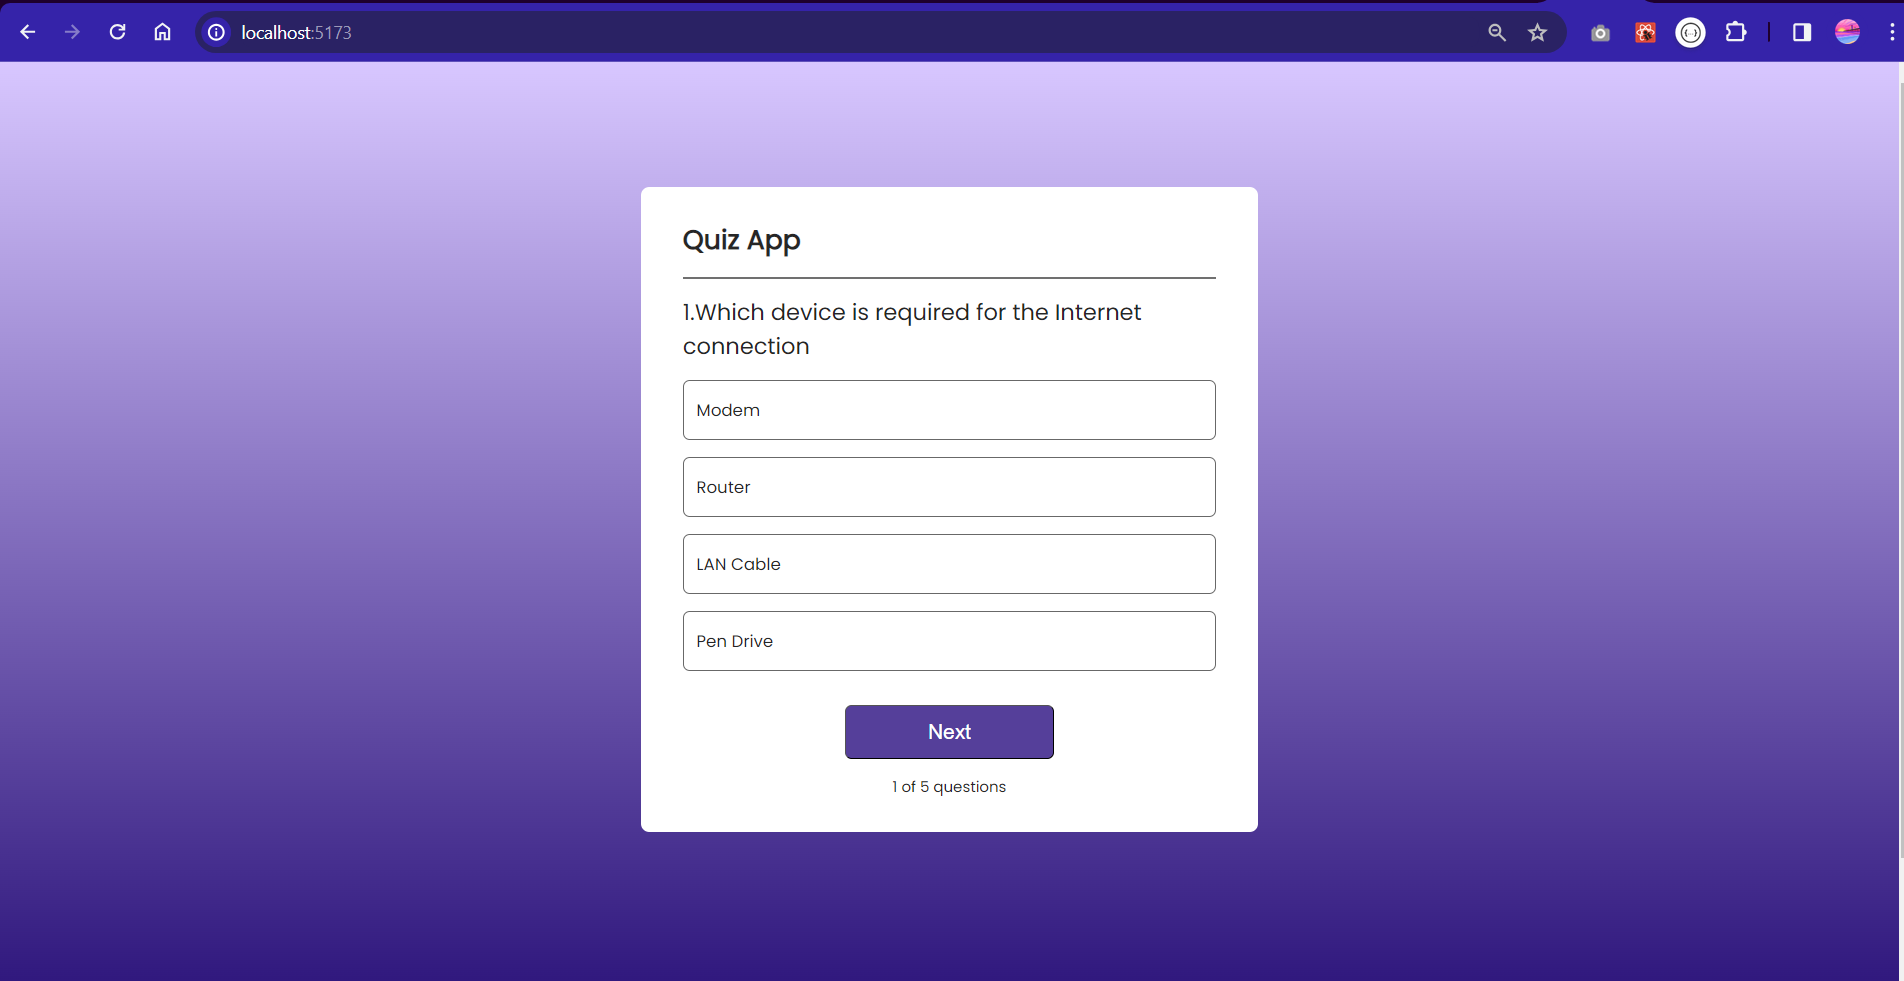 localhost:5173
Quiz App
1.Which device is required for the Internet
connection
Modem
Router
LAN Cable
Pen Drive
Next
1 of 5 questions